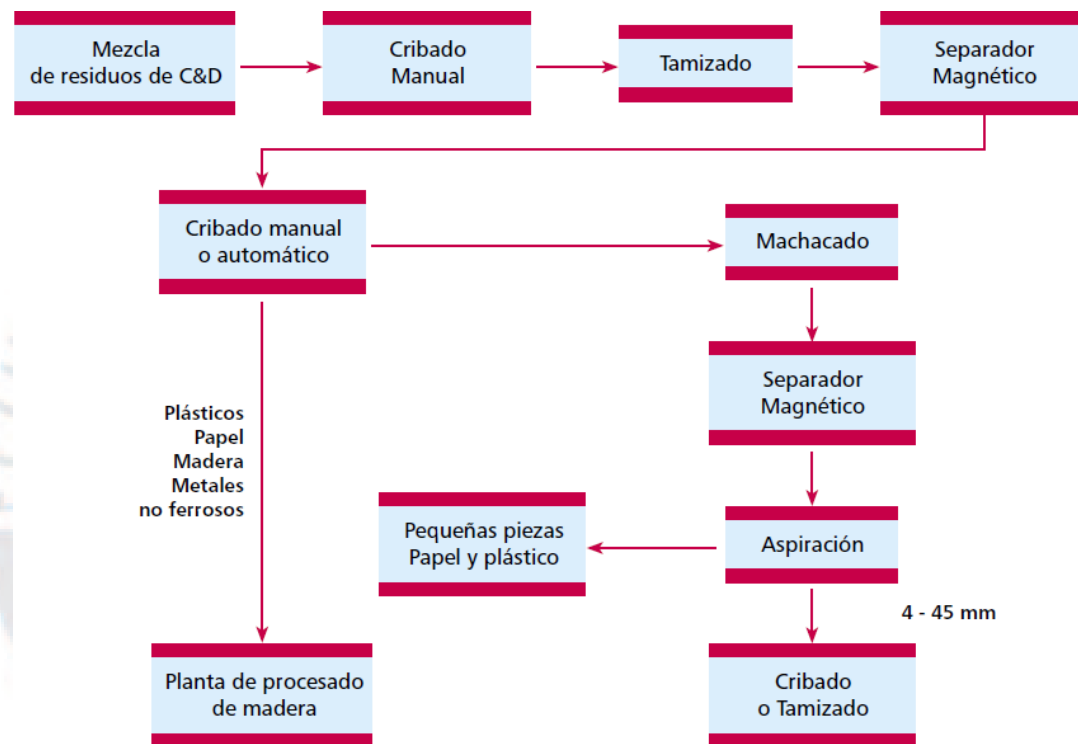 Mezcla
de residuos de C&D
Cribado
Manual
Tamizado
Separador
Magnético
Cribado manual
o automático
Machacado
Separador
Magnético
Plásticos
Papel
Madera
Metales
no ferrosos
Pequeñas piezas
Papel y plástico
Aspiración
4 - 45 mm
Planta de procesado
de madera
Cribado
o Tamizado